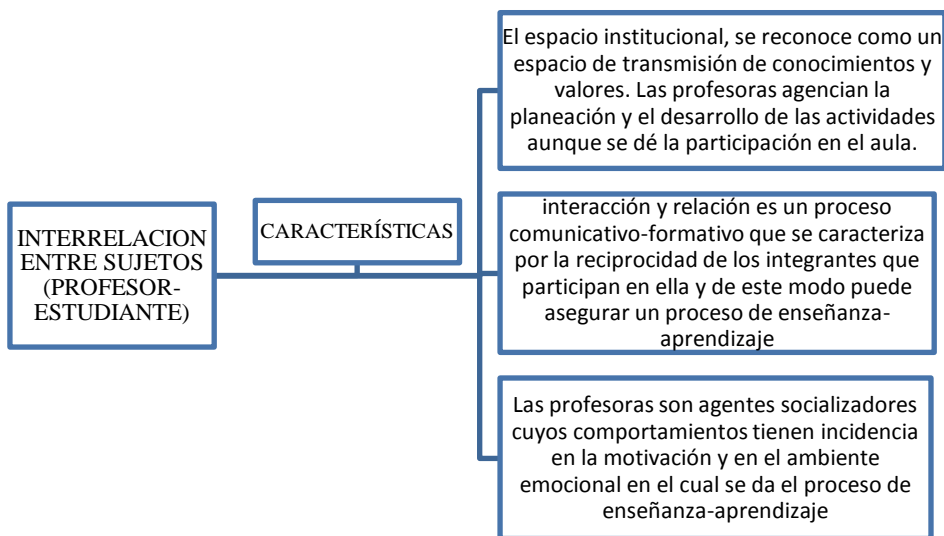 INTERRELACION
ENTRE SUJETOS
(PROFESOR-
ESTUDIANTE)
CARACTERÍSTICAS
El espacio institucional, se reconoce como un
espacio de transmisión de conocimientos y
valores. Las profesoras agencian la
planeación y el desarrollo de las actividades
aunque se dé la participación en el aula.
interacción y relación es un proceso
comunicativo-formativo que se caracteriza
por la reciprocidad de los integrantes que
participan en ella y de este modo puede
asegurar un proceso de enseñanza-
aprendizaje
Las profesoras son agentes socializadores
cuyos comportamientos tienen incidencia
en la motivación y en el ambiente
emocional en el cual se da el proceso de
enseñanza-aprendizaje